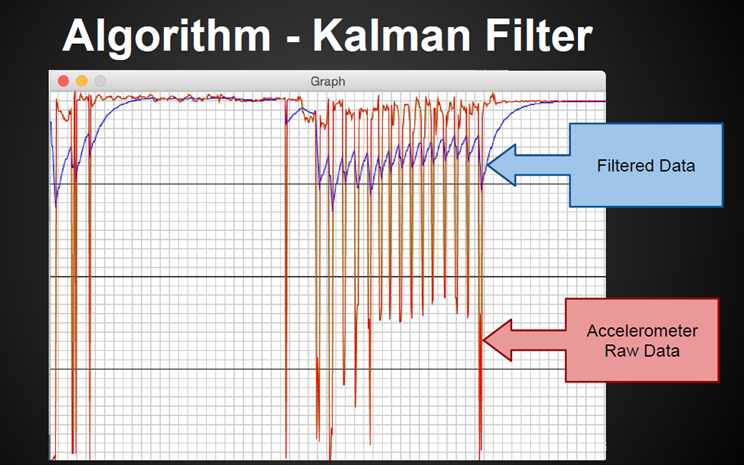 Algorithm - Kalman Filter
Graph
Filtered Data
Accelerometer
Raw Data